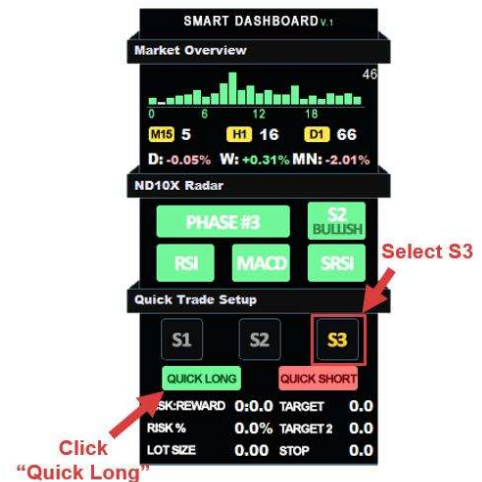 SMART DASHBOARD V.1
Market Overview
46
0 6 12 18
M15 5 H1 16 D1 66
D: -0.05% W: +0.31% MN: -2.01%
ND10X Radar
PHASE #3
S2
BULLISH
RSI MACD SRSI
Select S3
Quick Trade Setup
S1 S2 S3
QUICK LONG QUICK SHORT
SK:REWARD 0:0.0 TARGET 0.0
RISK % 0.0% TARGET 2 0.0
LOT SIZE 0.00 STOP 0.0
Click
“Quick Long”